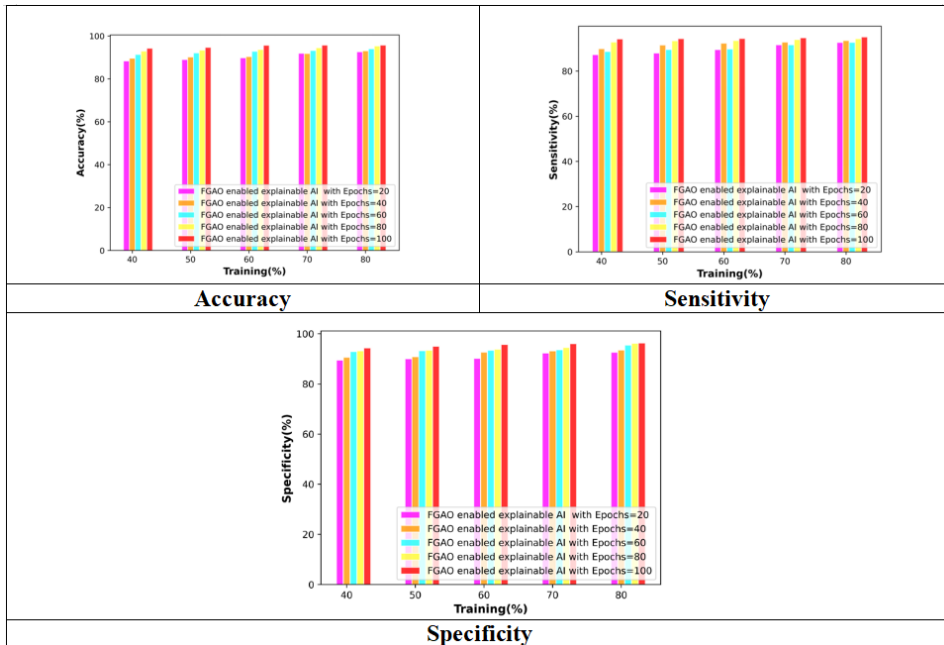 100
80
60
40
20
0
Accuracy(%)
FGAO enabled explainable AI with Epochs=20
FGAO enabled explainable AI with Epochs=40
FGAO enabled explainable AI with Epochs=60
FGAO enabled explainable AI with Epochs=80
FGAO enabled explainable AI with Epochs=100
40 50 60 70 80
Training(%)
Accuracy
80
60
40
20
0
Sensitivity(%)
FGAO enabled explainable AI with Epochs=20
FGAO enabled explainable AI with Epochs=40
FGAO enabled explainable AI with Epochs=60
FGAO enabled explainable AI with Epochs=80
FGAO enabled explainable AI with Epochs=100
40 50 60 70 80
Training(%)
Sensitivity
100
80
60
40
20
0
Specificity(%)
FGAO enabled explainable AI with Epochs=20
FGAO enabled explainable AI with Epochs=40
FGAO enabled explainable AI with Epochs=60
FGAO enabled explainable AI with Epochs=80
FGAO enabled explainable AI with Epochs=100
40 50 60 70 80
Training(%)
Specificity